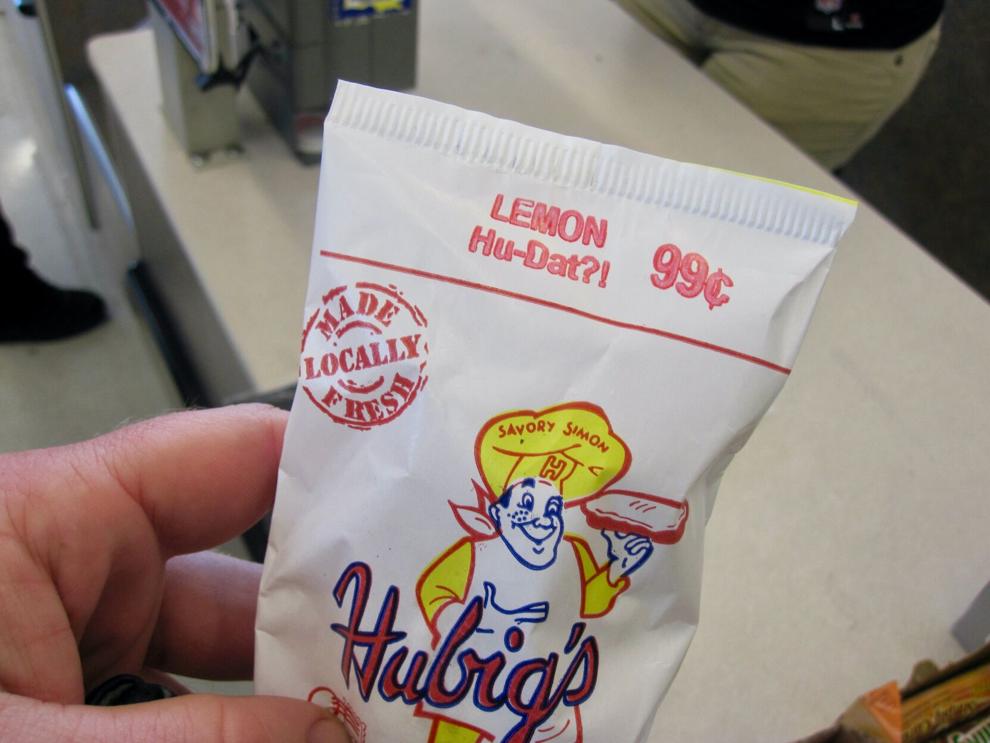 LEMON
Hu-Dat?!
99¢
MADE
LOCALLY
FRESH
SAVORY SIMON
H
Hubig's